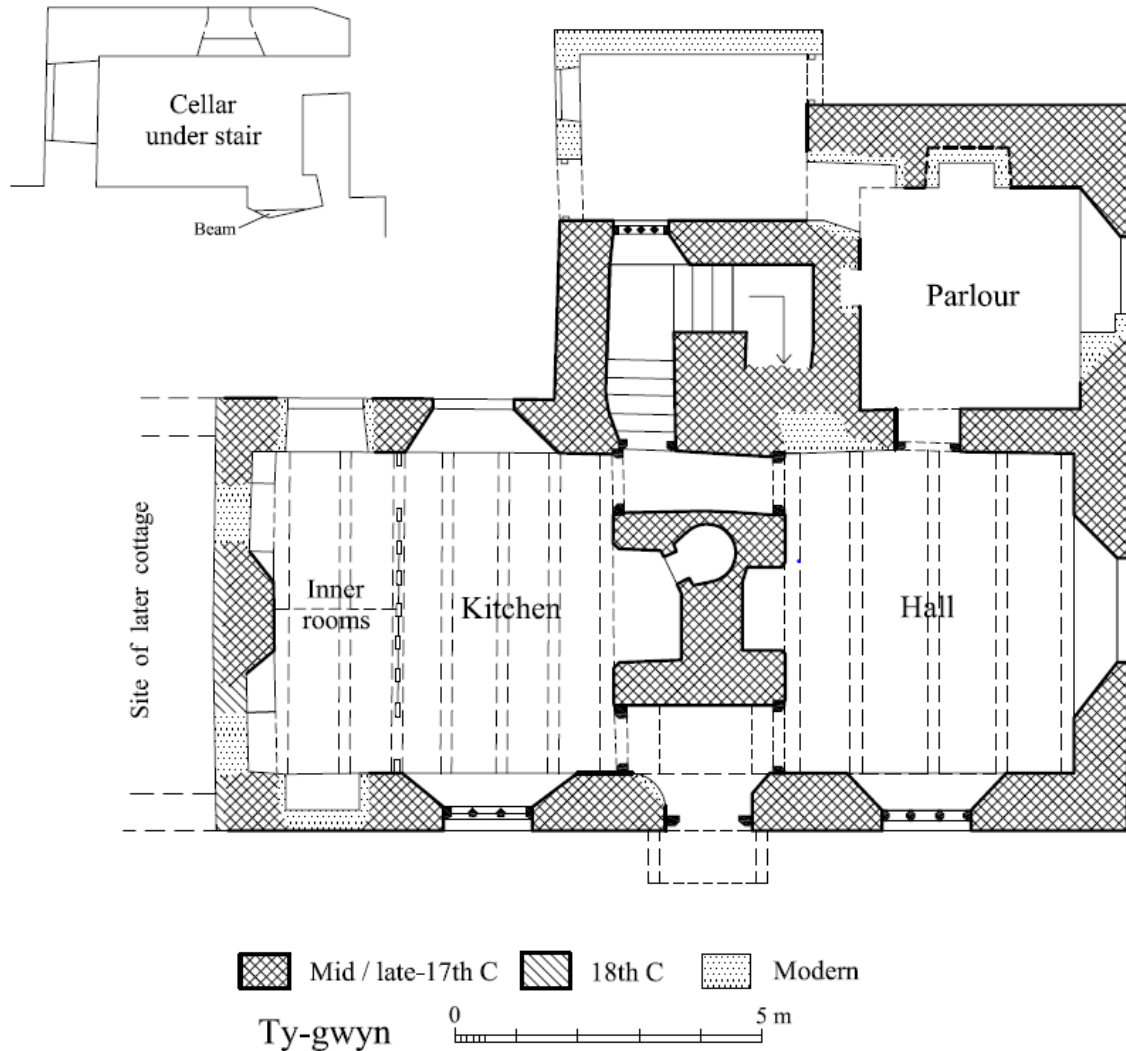 Cellar
under stair
Beam
Parlour
Site of later cottage
Inner
rooms
Kitchen
Hall
Mid / late-17th C
18th C
Modern
Ty-gwyn
0
5 m